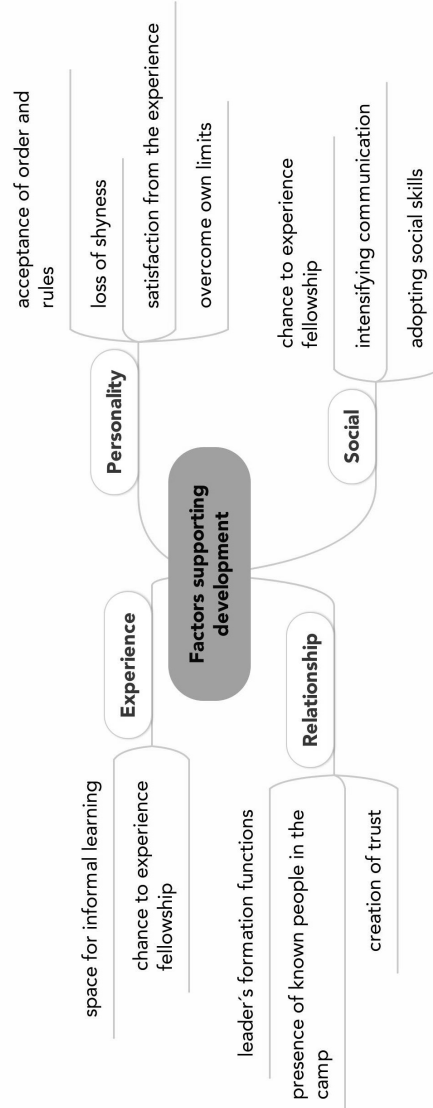 Factors supporting
development
Experience
space for informal learning
chance to experience
fellowship
Relationship
leader´s formation functions
presence of known people in the
camp
creation of trust
Personality
acceptance of order and
rules
loss of shyness
satisfaction from the experience
overcome own limits
Social
chance to experience
fellowship
intensifying communication
adopting social skills